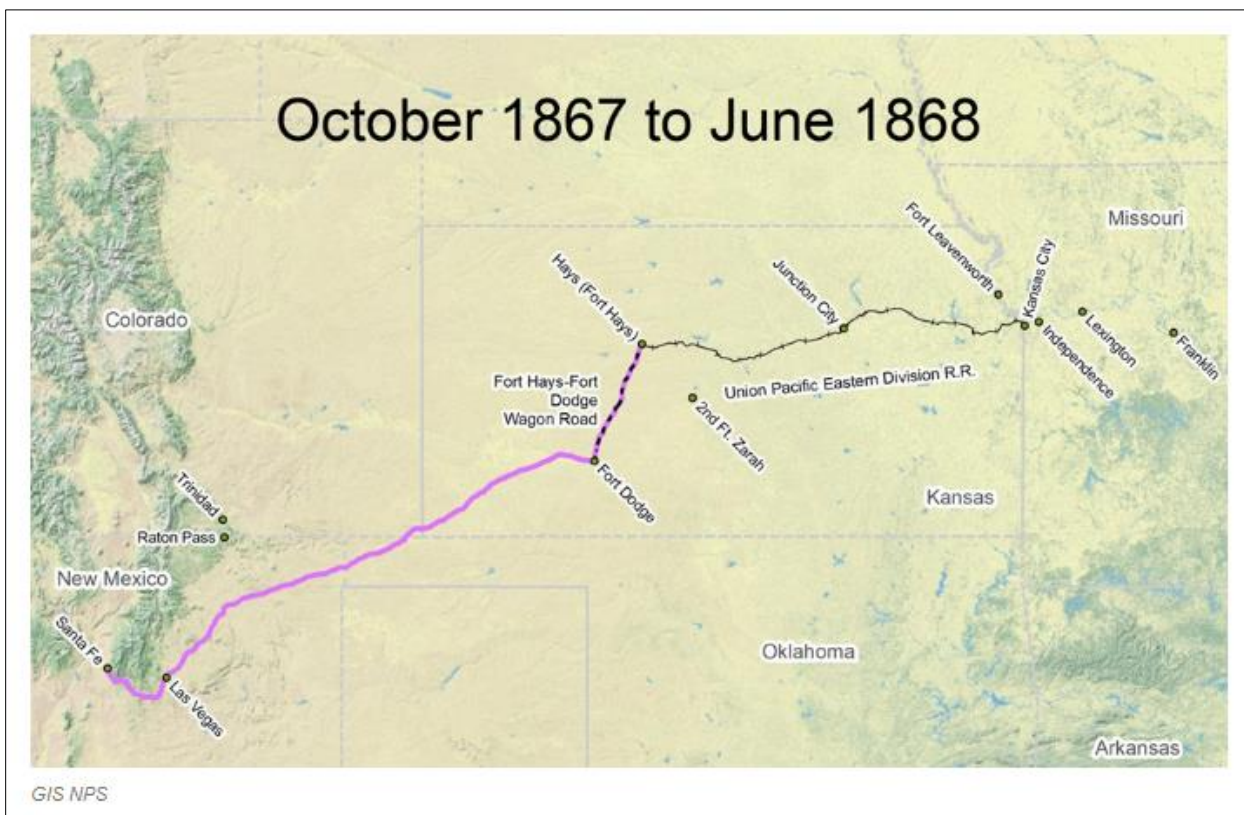 October 1867 to June 1868
Missouri
Fort Leavenworth
Kansas City
Independence
Lexington
Franklin
Junction City
Hays (Fort Hays)
Union Pacific Eastern Division R.R.
Colorado
Fort Hays-Fort
Dodge
Wagon Road
2nd Ft. Zarah
Fort Dodge
Kansas
Trinidad
Raton Pass
New Mexico
Santa Fe
Las Vegas
Oklahoma
Arkansas
GIS NPS